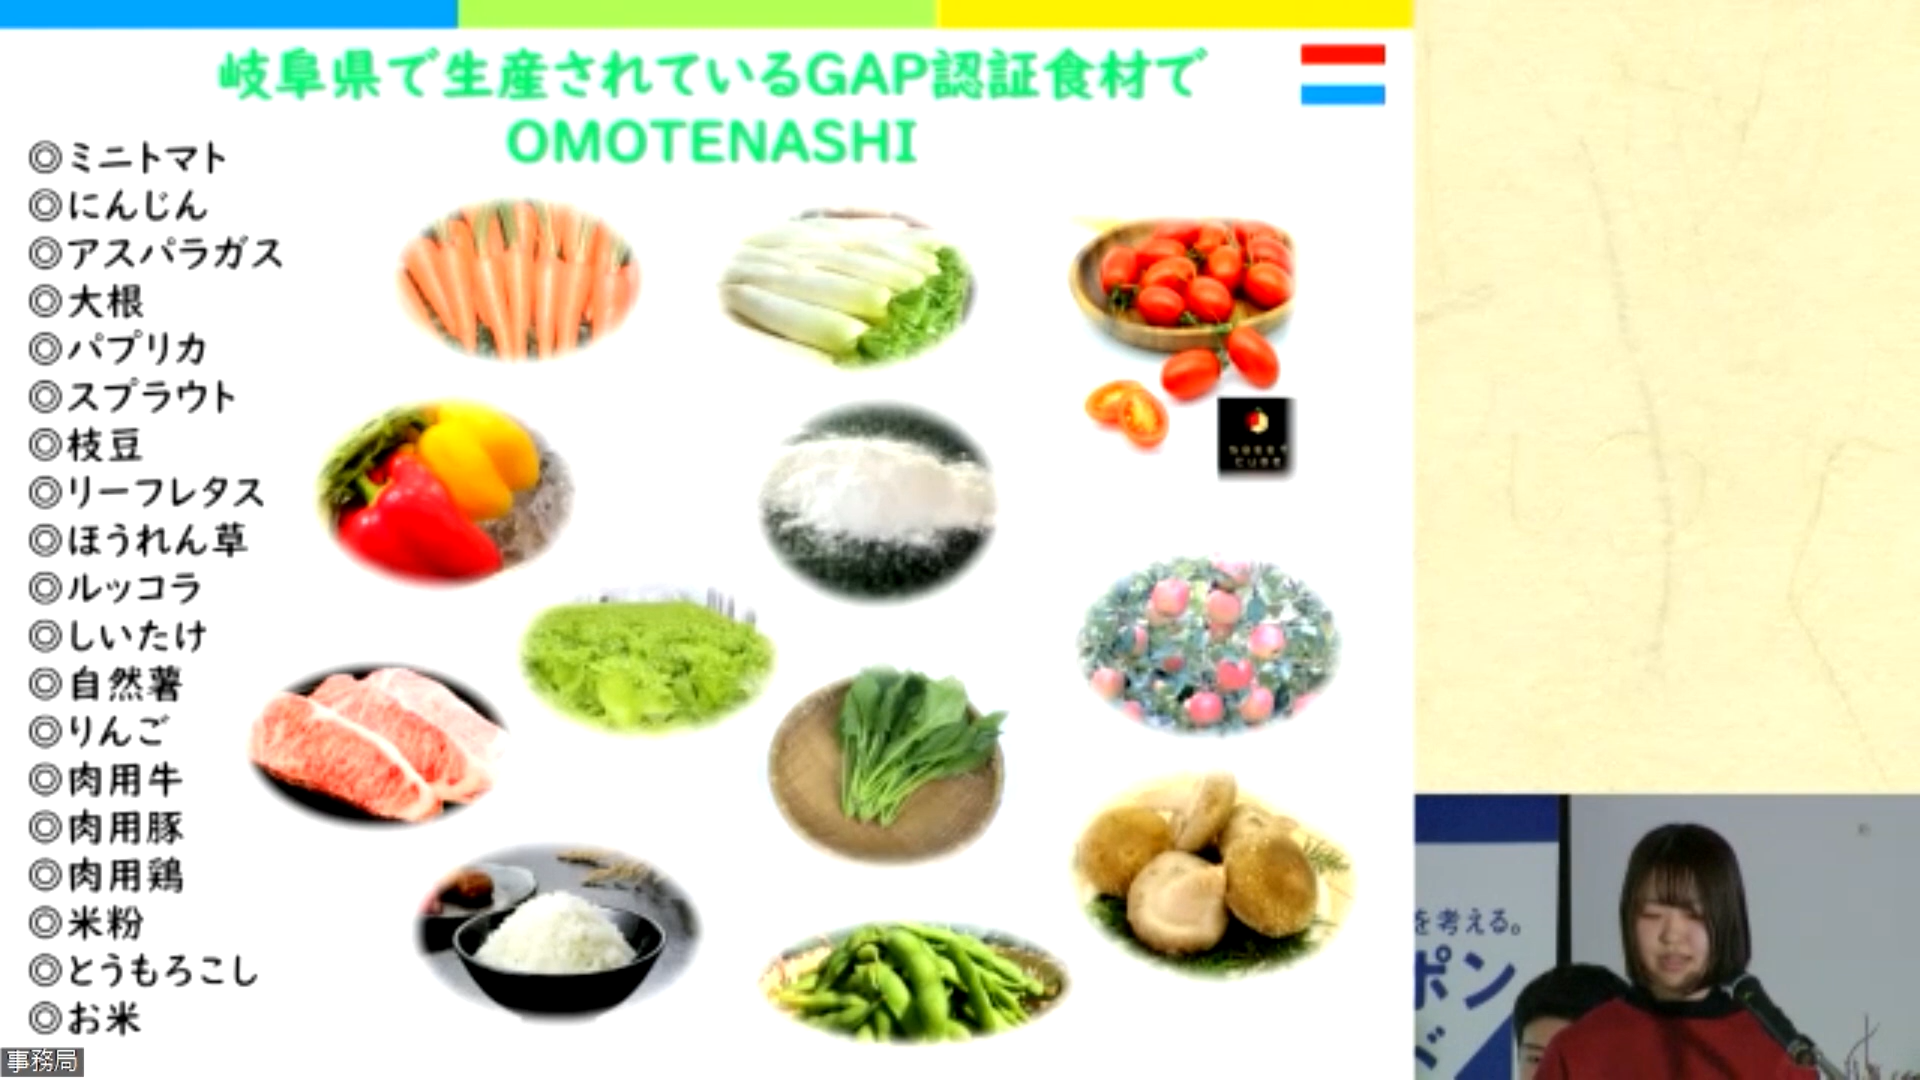 岐阜県で生産されているGAP認証食材で
OMOTENASHI
◎ミニトマト
◎にんじん
◎アスパラガス
◎大根
◎パプリカ
◎スプラウト
◎枝豆
◎リーフレタス
◎ほうれん草
◎ルッコラ
◎しいたけ
◎自然薯
◎りんご
◎肉用牛
◎肉用豚
◎肉用鶏
◎米粉
◎とうもろこし
◎お米
事務局
を考える。
ポン
ド